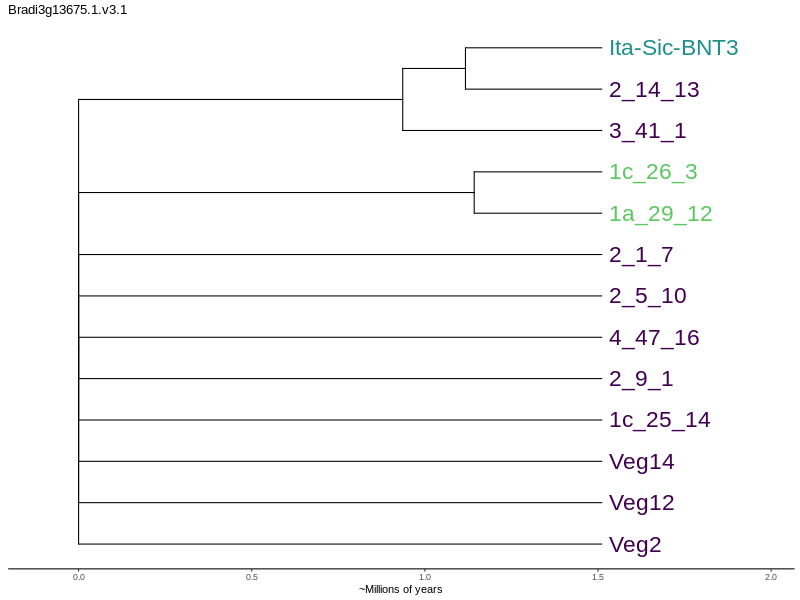 Bradi3g13675.1.v3.1
Ita-Sic-BNT3
2_14_13
3_41_1
1c_26_3
1a_29_12
2_1_7
2_5_10
4_47_16
2_9_1
1c_25_14
Veg14
Veg12
Veg2
0.0 0.5 1.0 1.5 2.0
~Millions of years